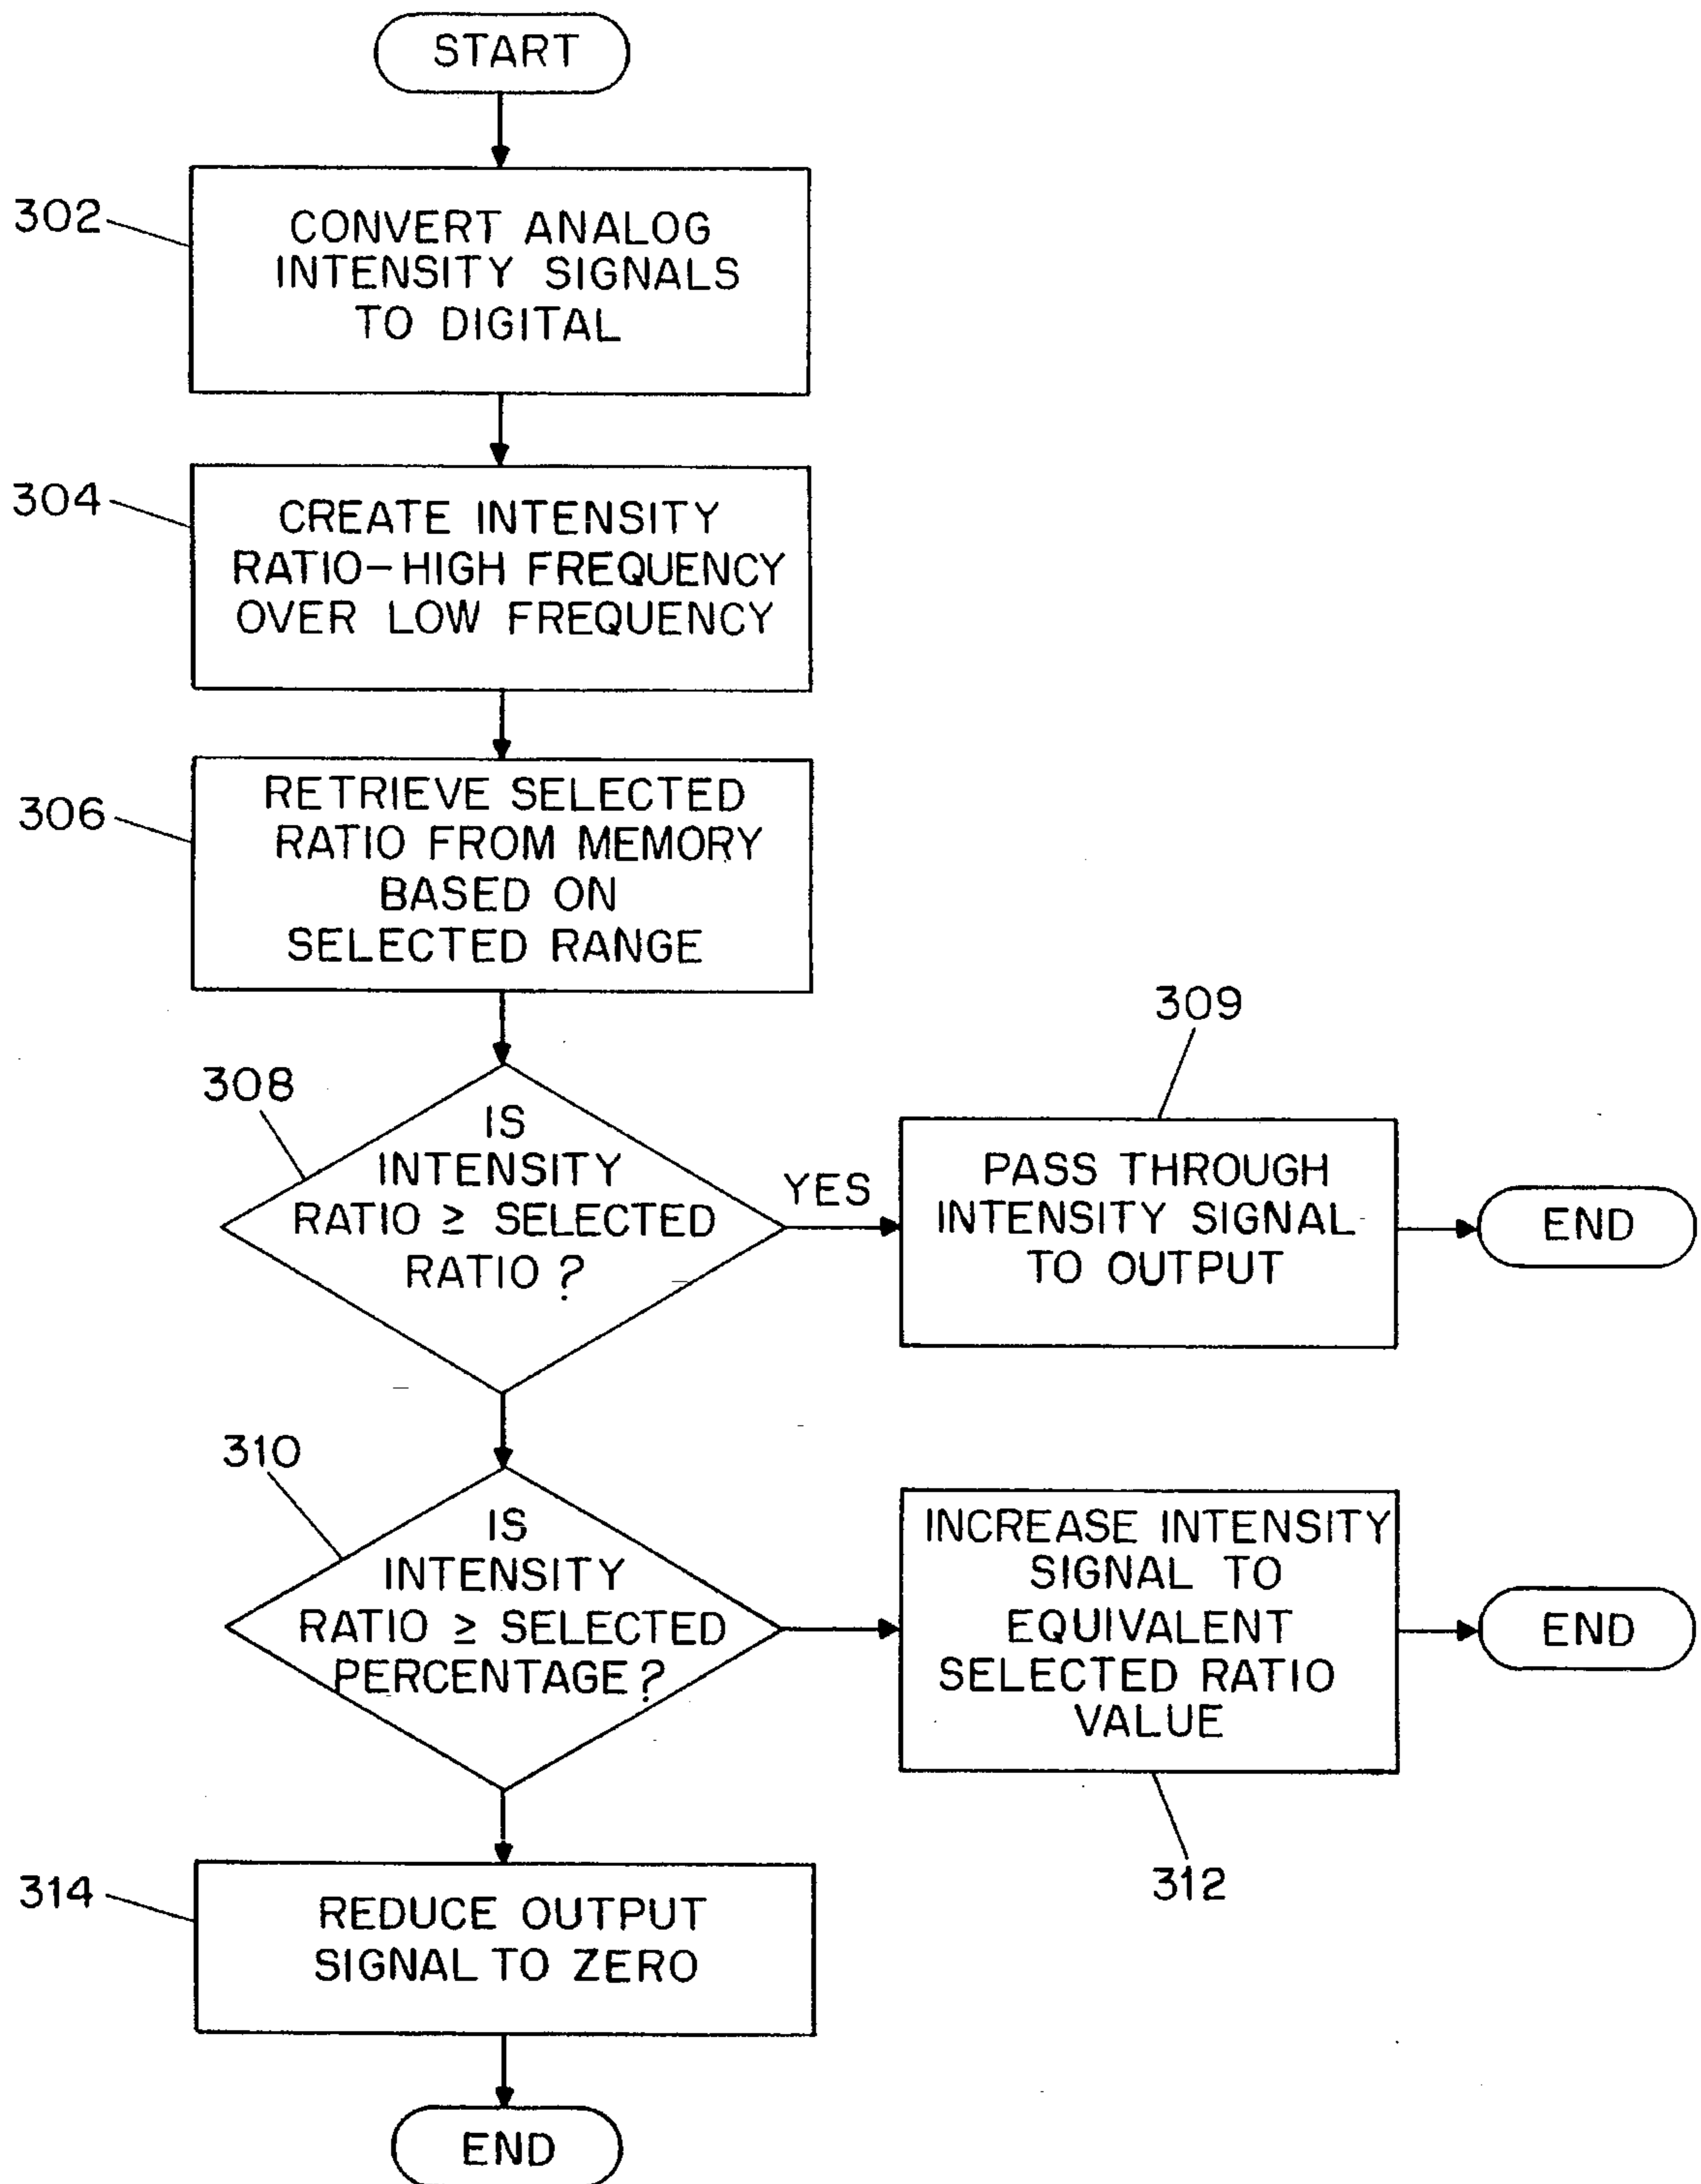 START
302
CONVERT ANALOG
INTENSITY SIGNALS
TO DIGITAL
304
CREATE INTENSITY
RATIO-HIGH FREQUENCY
OVER LOW FREQUENCY
306
RETRIEVE SELECTED
RATIO FROM MEMORY
BASED ON
SELECTED RANGE
308
IS
INTENSITY
RATIO ≥ SELECTED
RATIO ?
YES
309
PASS THROUGH
INTENSITY SIGNAL
TO OUTPUT
END
310
IS
INTENSITY
RATIO ≥ SELECTED
PERCENTAGE?
INCREASE INTENSITY
SIGNAL TO
EQUIVALENT
SELECTED RATIO
VALUE
312
END
314
REDUCE OUTPUT
SIGNAL TO ZERO
END